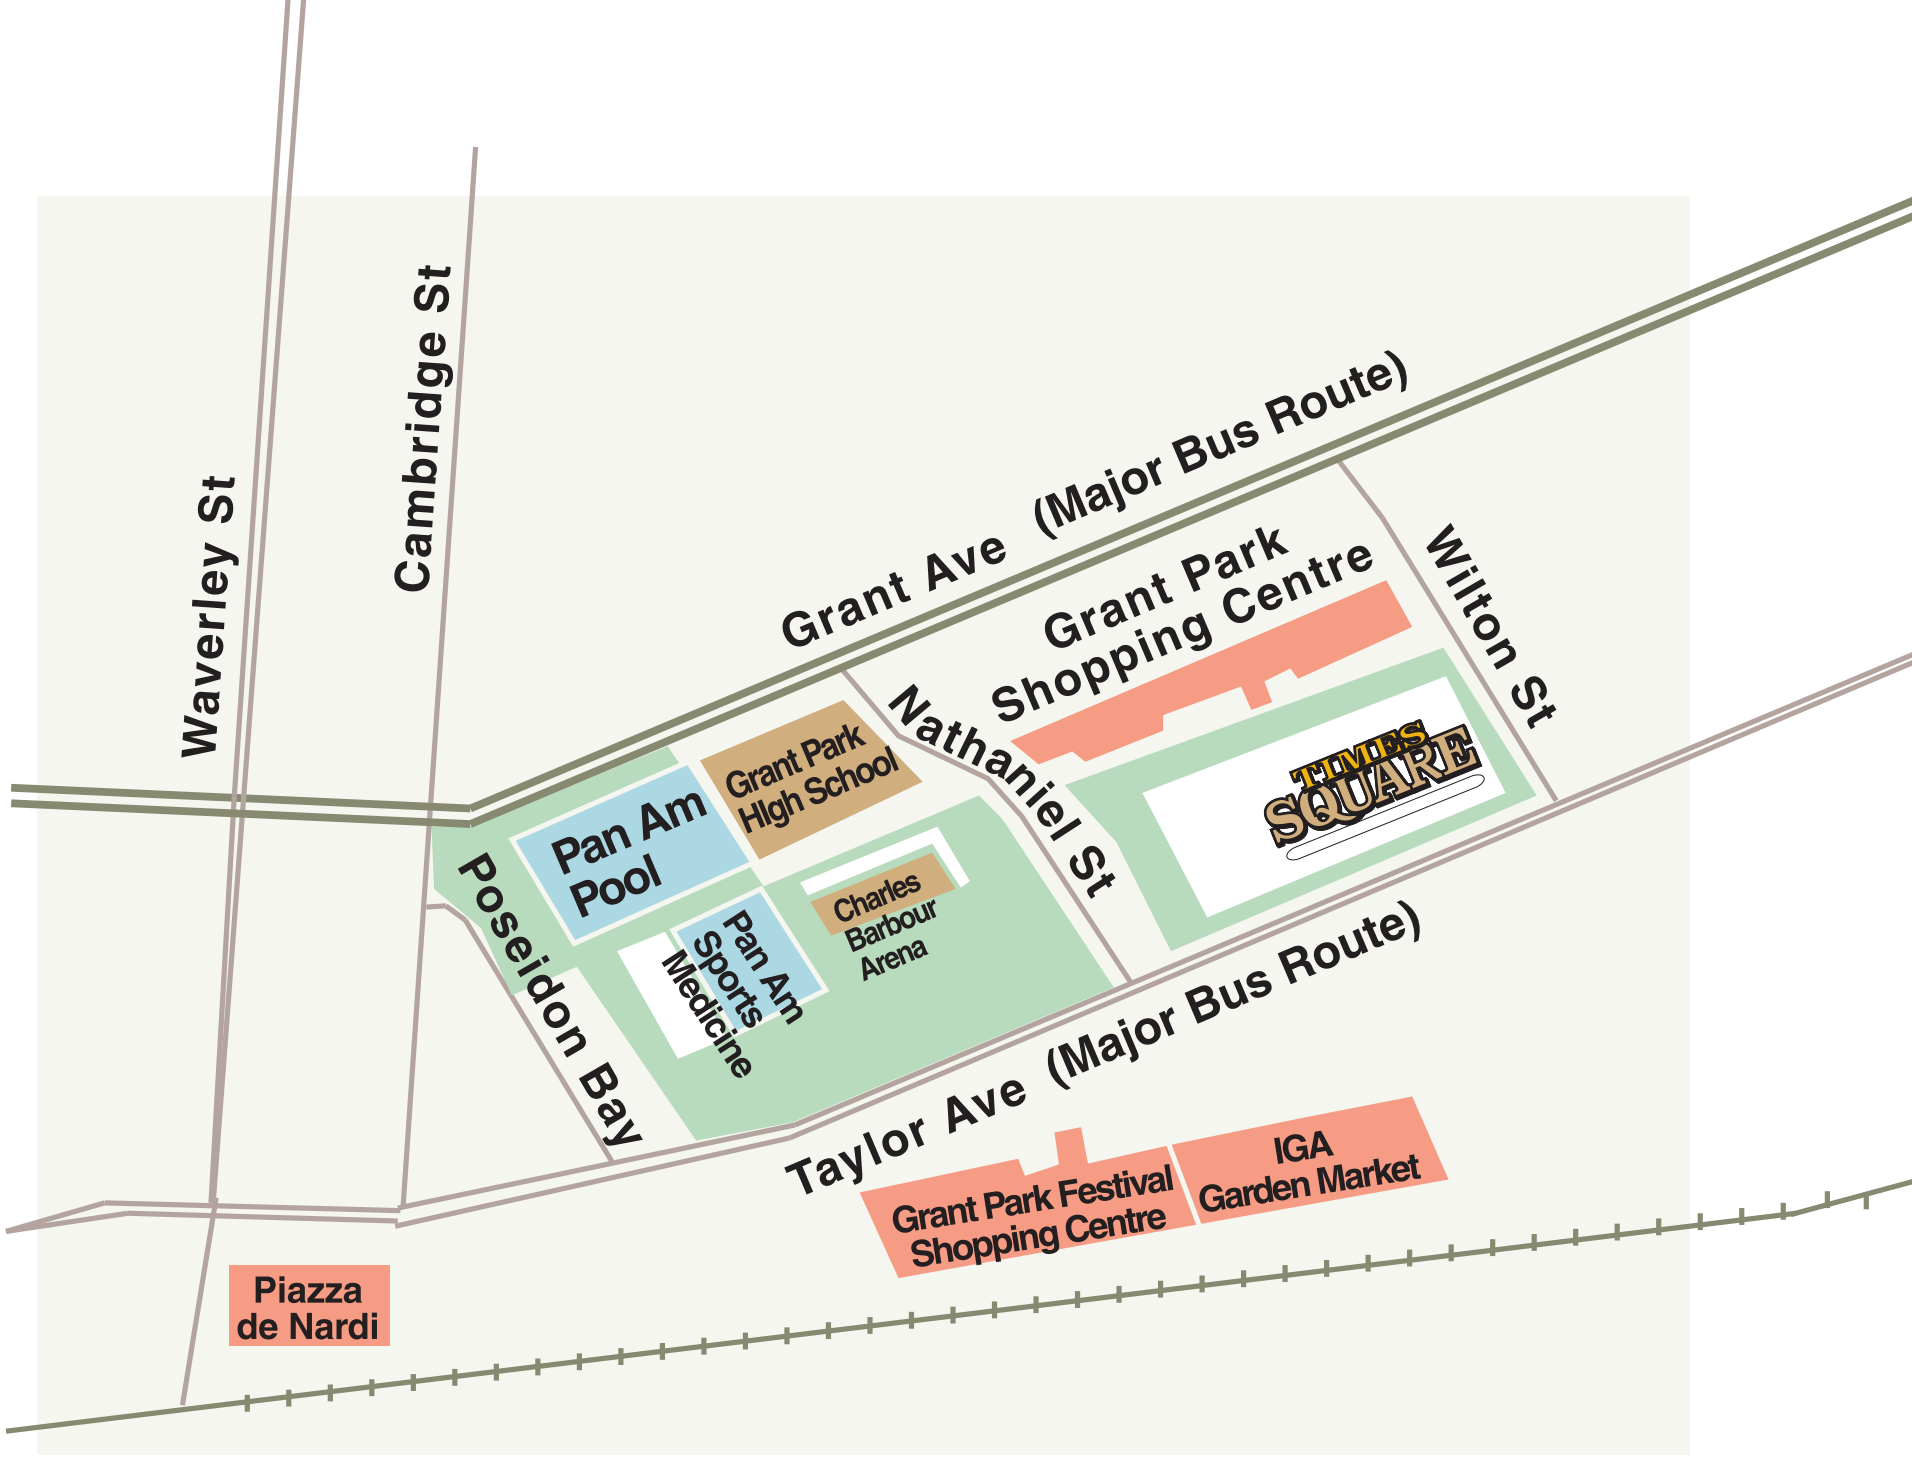 Waverley St
Cambridge St
Grant Ave (Major Bus Route)
Grant Park
Shopping Centre
Wilton St
Nathaniel St
Grant Park
HIgh School
Pan Am
Pool
TIMES
SQUARE
Charles
Barbour
Arena
Pan Am
Sports
Medicine
Poseidon Bay
Taylor Ave (Major Bus Route)
Grant Park Festival
Shopping Centre
IGA
Garden Market
Piazza
de Nardi